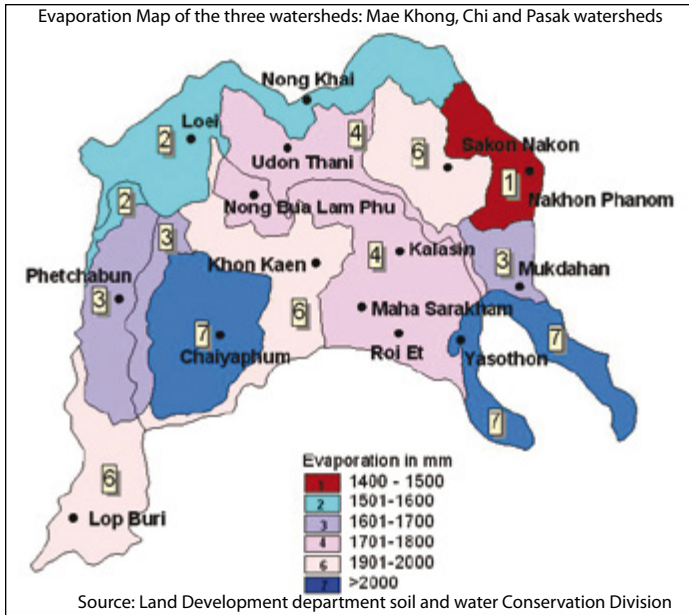 Evaporation Map of the three watersheds: Mae Khong, Chi and Pasak watersheds
Nong Khai
4
Loei
2
6
Sakon Nakon
Udon Thani
1
2
Nong Bua Lam Phu
Nakhon Phanom
3
Kalasin
4
3
Khon Kaen
Mukdahan
Phetchabun
3
6
Maha Sarakham
7
Chaiyaphum
Roi Et
Yasothon
7
7
6
Lop Buri
Evaporation in mm
1 1400 - 1500
2 1501-1600
3 1601-1700
4 1701-1800
6 1901-2000
7 >2000
Source: Land Development department soil and water Conservation Division